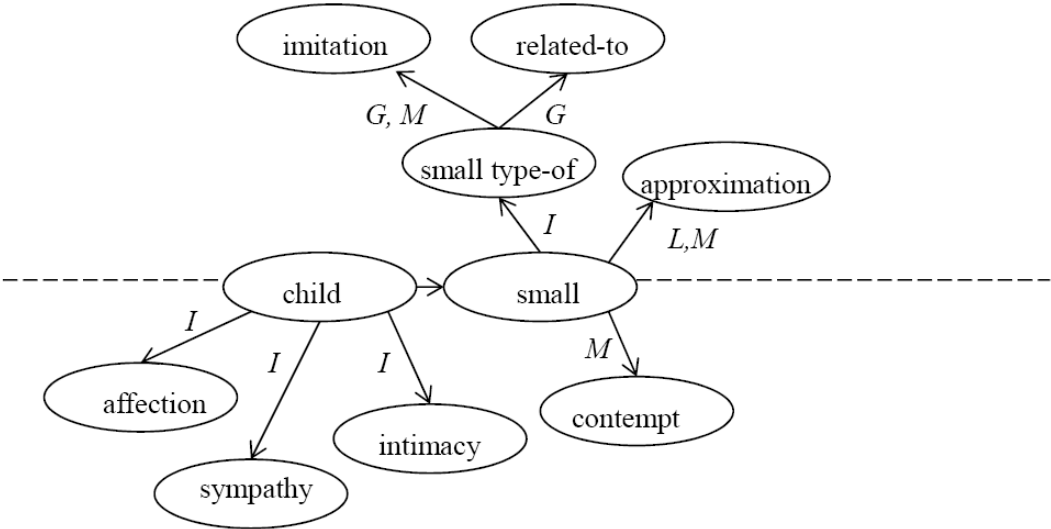 imitation
related-to
G, M
G
small type-of
approximation
I
L,M
child
small
I
I
I
M
affection
contempt
intimacy
sympathy